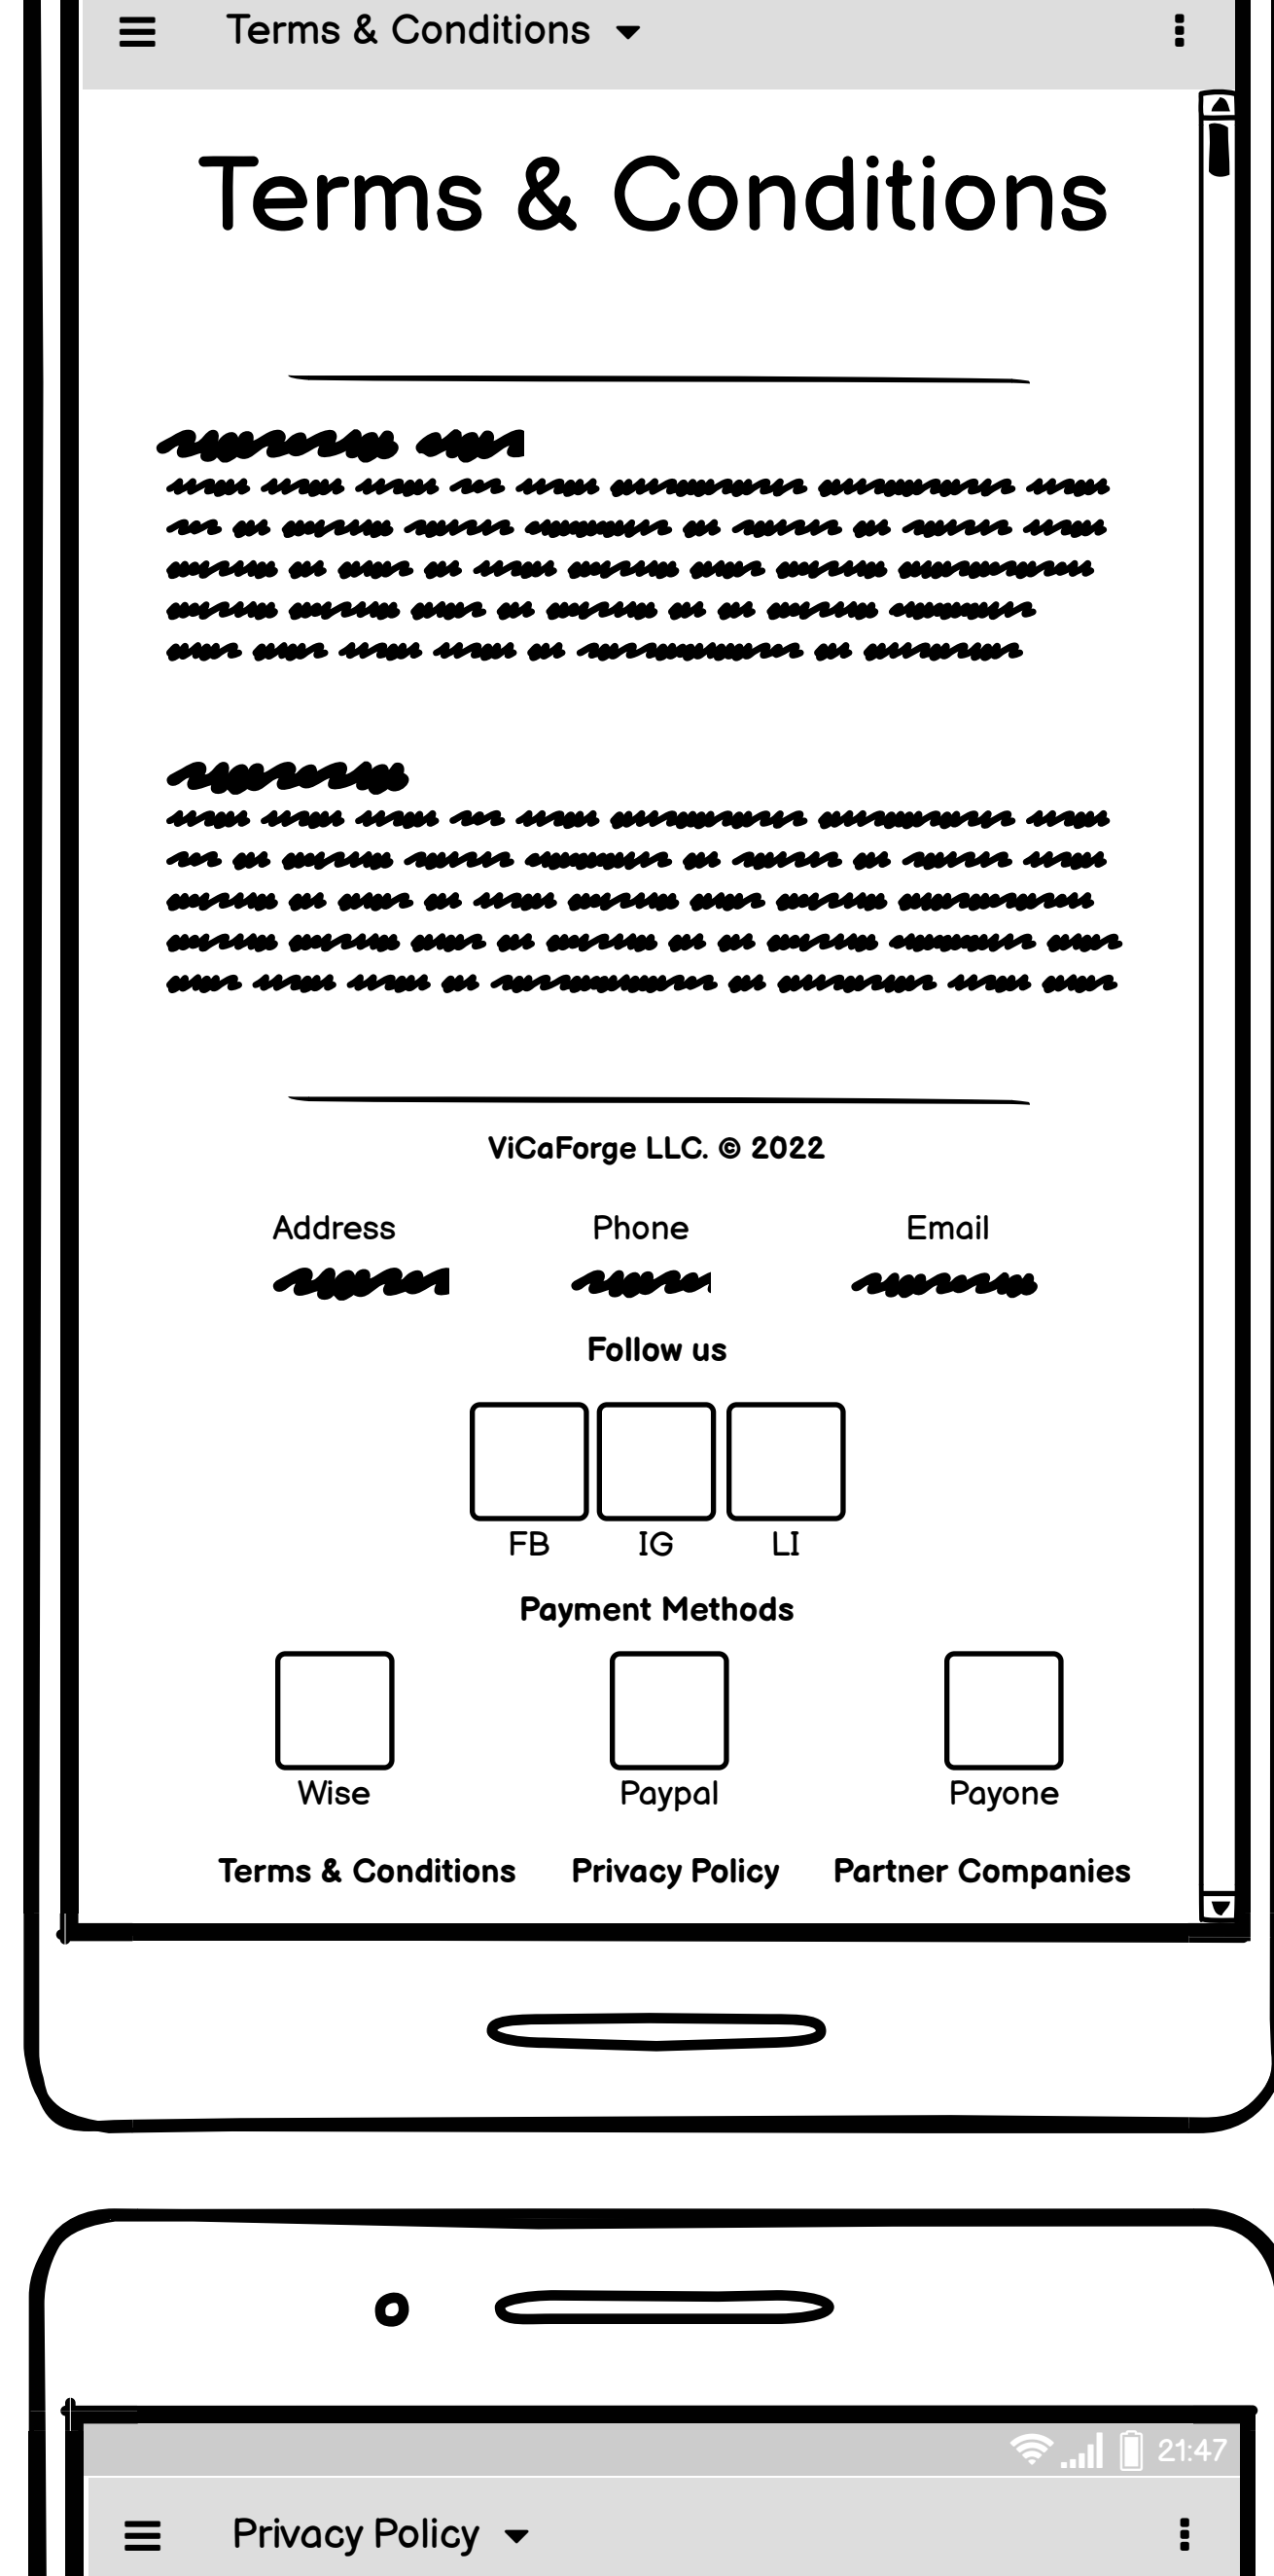 Terms & Conditions
Terms & Conditions
ViCaForge LLC. © 2022
Address Phone Email
Follow us
FB IG LI
Payment Methods
Wise Paypal Payone
Terms & Conditions Privacy Policy Partner Companies
21:47
Privacy Policy